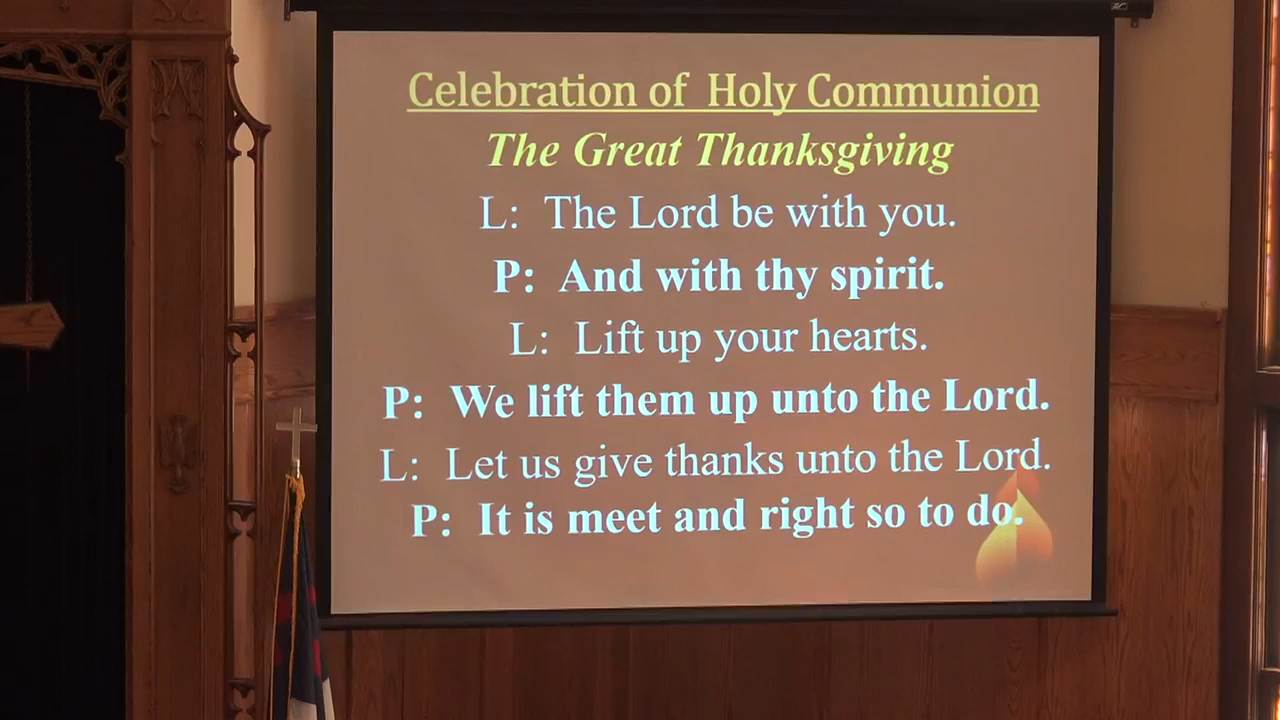 Celebration of Holy Communion
The Great Thanksgiving
L: The Lord be with you.
P: And with thy spirit.
L: Lift up your hearts.
P: We lift them up unto the Lord.
L: Let us give thanks unto the Lord.
P: It is meet and right so to do.